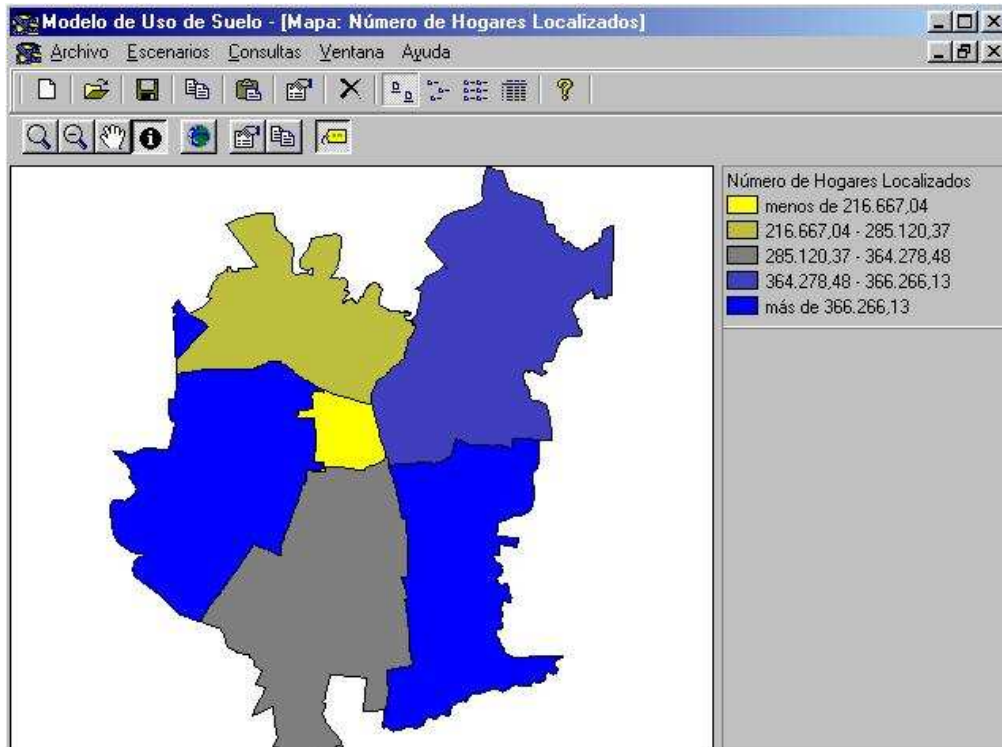 Modelo de Uso de Suelo - [Mapa: Número de Hogares Localizados]
Archivo Escenarios Consultas Ventana Ayuda
Número de Hogares Localizados
menos de 216.667,04
216.667,04 - 285.120,37
285.120,37 - 364.278,48
364.278,48 - 366.266,13
más de 366.266,13